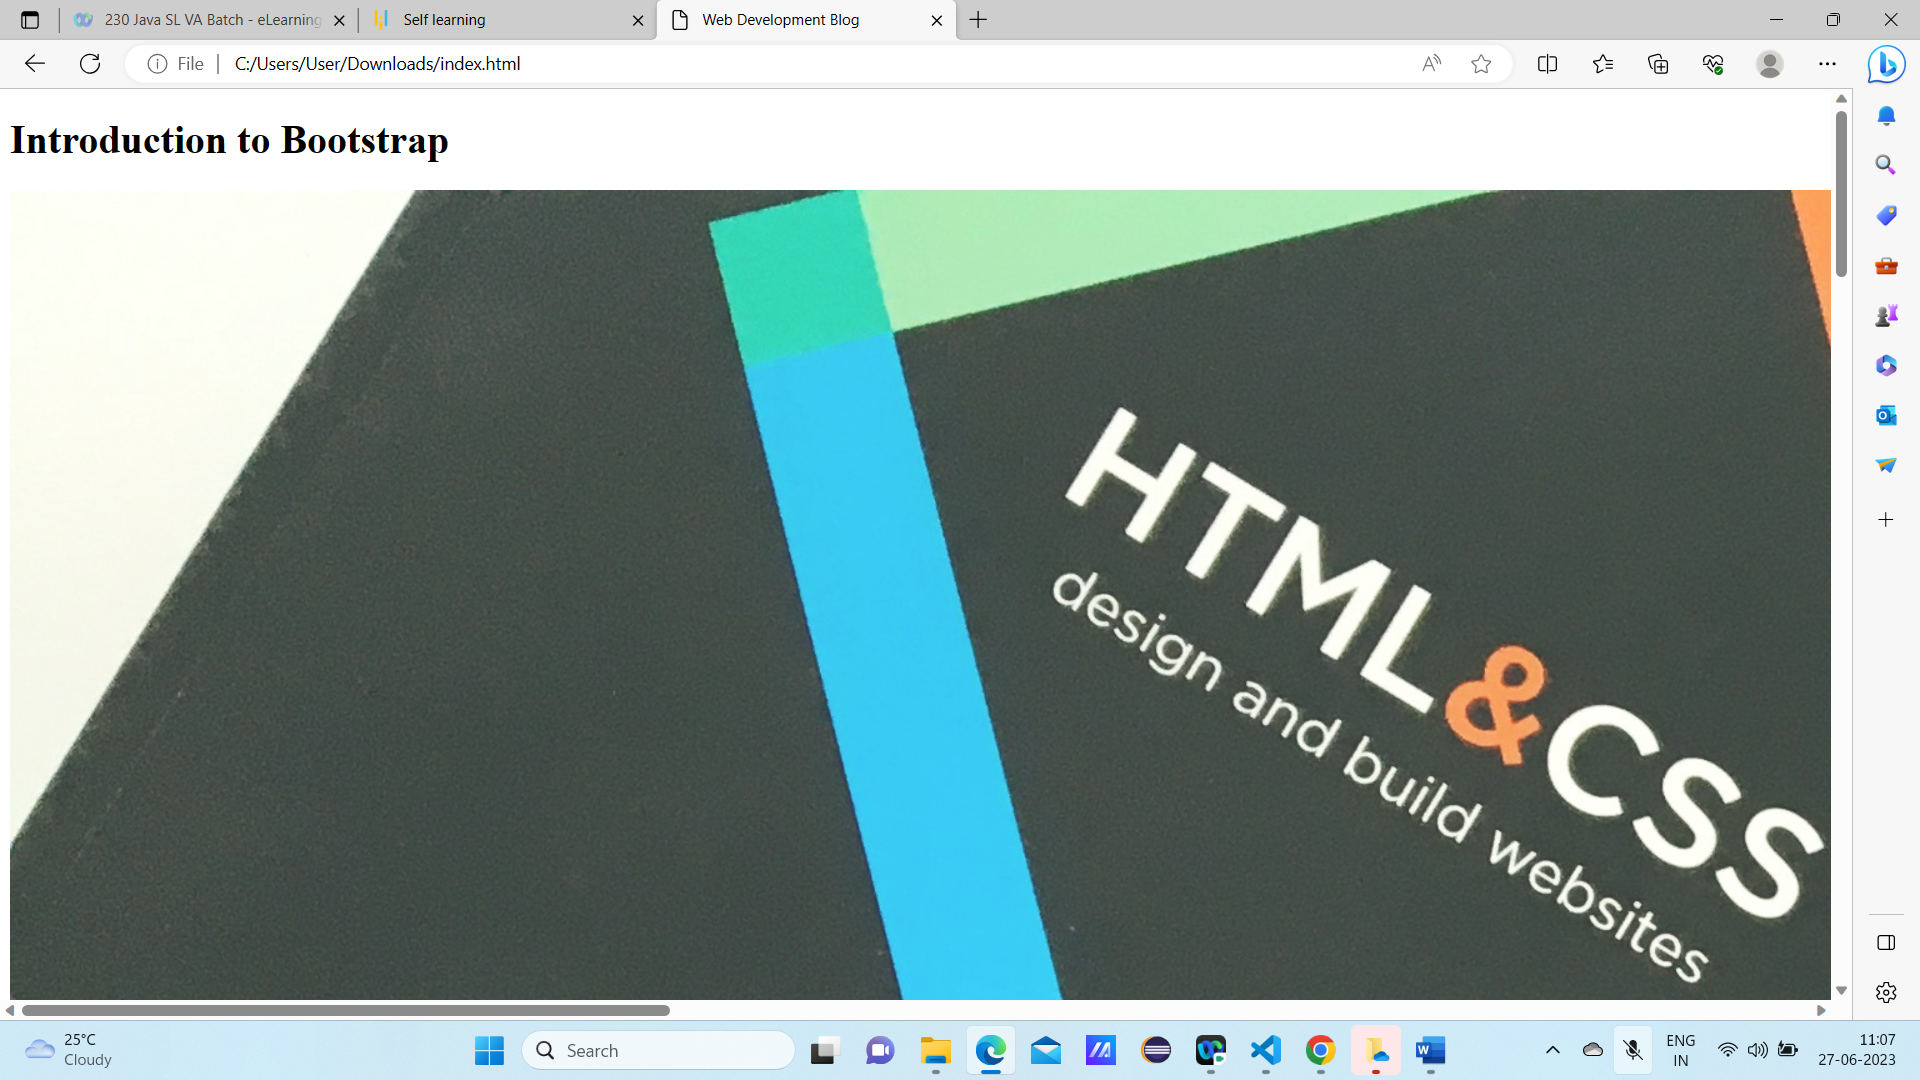 230 Java SL VA Batch - eLearning
Self learning
Web Development Blog
File
C:/Users/User/Downloads/index.html
Introduction to Bootstrap
HTML&CSS
design and build websites
25°C
Cloudy
Search
ENG
IN
11:07
27-06-2023